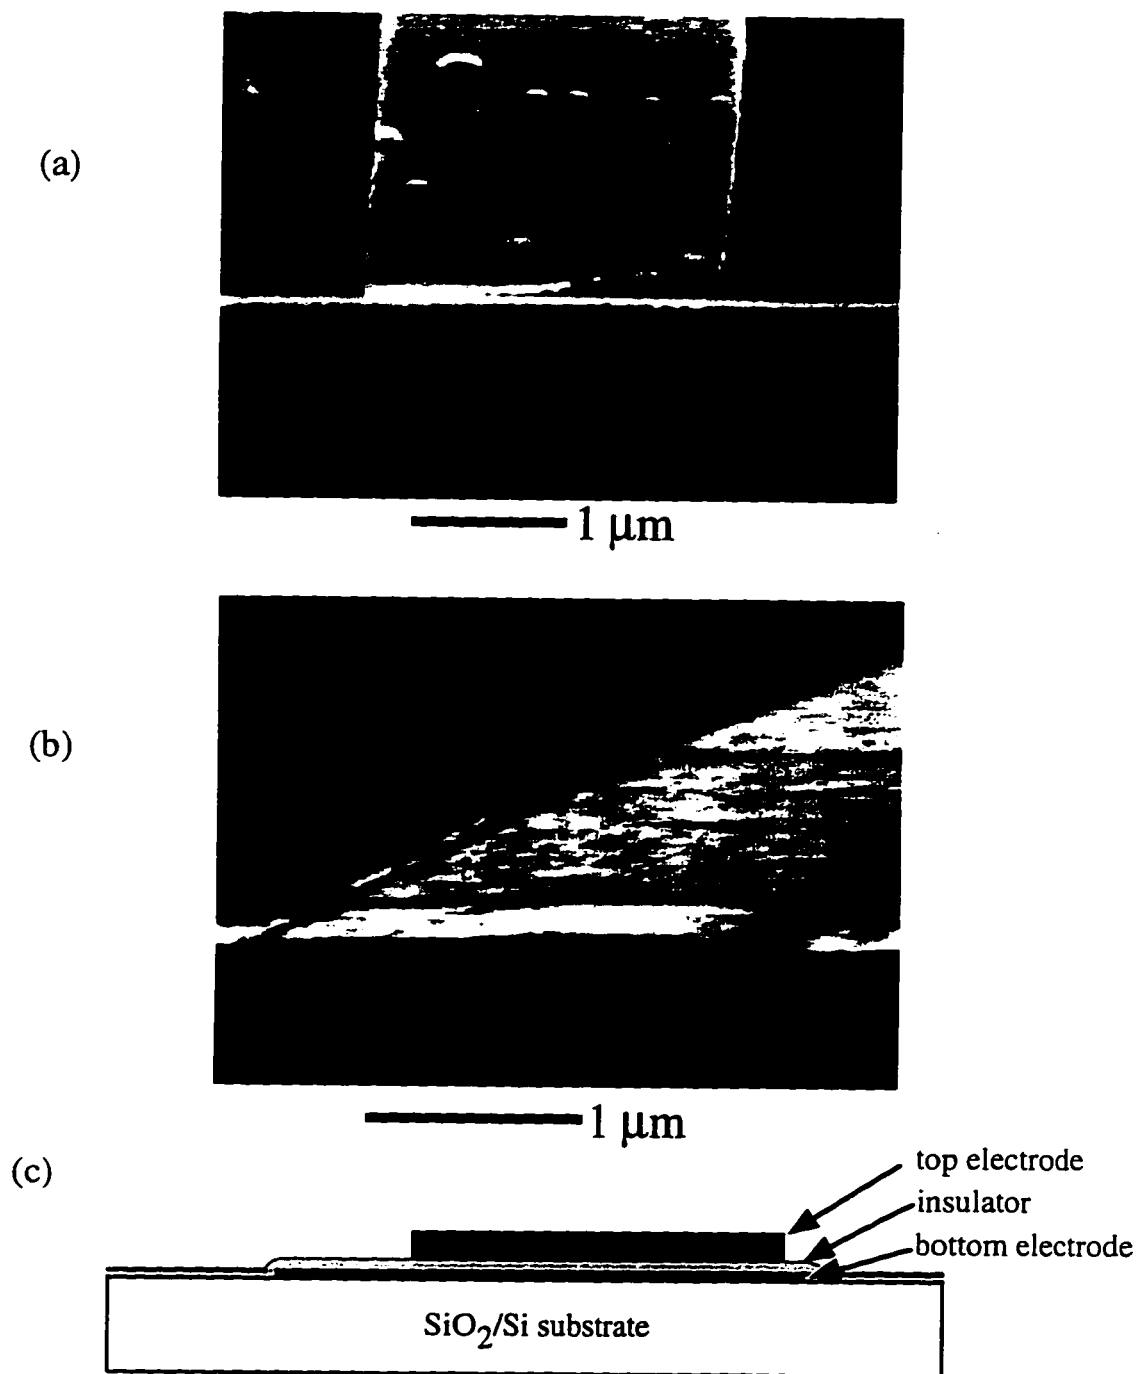 (a)
1 μm
(b)
1 μm
(c)
top electrode
insulator
bottom electrode
SiO2/Si substrate